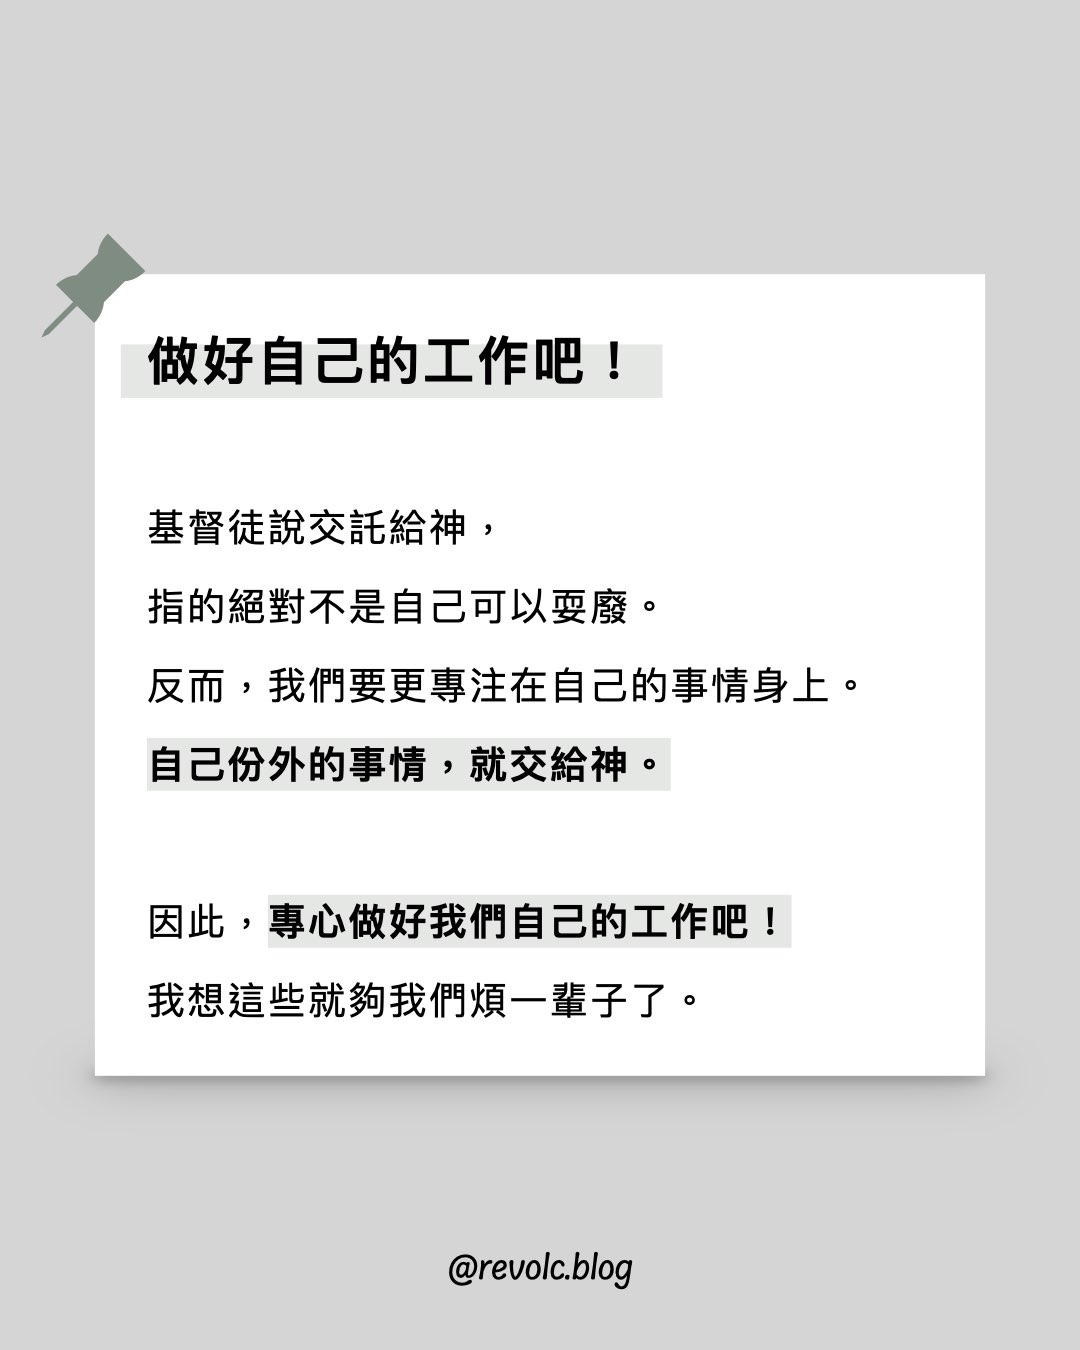 做好自己的工作吧！
基督徒說交託給神，
指的絕對不是自己可以耍廢。
反而，我們要更專注在自己的事情身上。
自己份外的事情，就交給神。
因此，專心做好我們自己的工作吧！
我想這些就夠我們煩一輩子了。
@revolc.blog